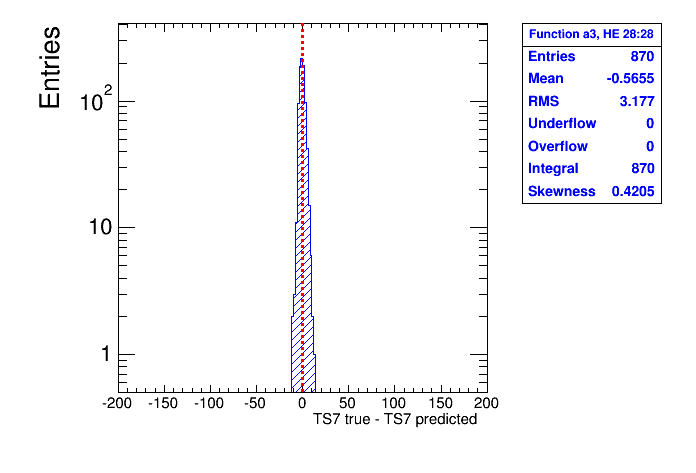 Entries
10²
10
1
-200 -150 -100 -50 0 50 100 150 200
TS7 true - TS7 predicted
Function a3, HE 28:28
Entries 870
Mean -0.5655
RMS 3.177
Underflow 0
Overflow 0
Integral 870
Skewness 0.4205